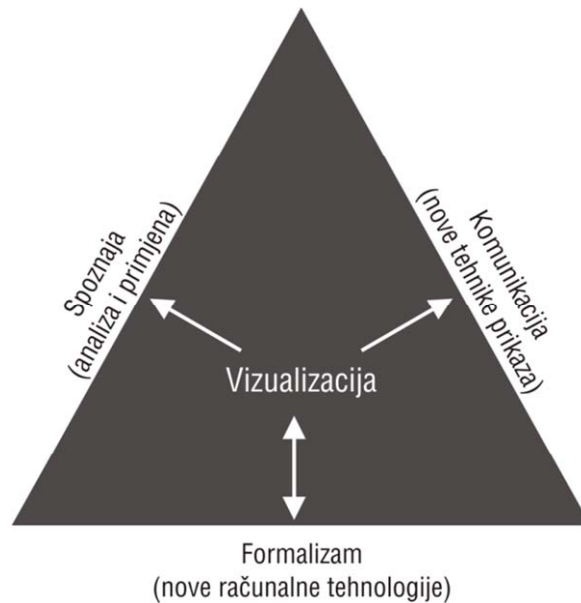 Spoznaja
(analiza i primjena)
Komunikacija
(nove tehnike prikaza)
Vizualizacija
Formalizam
(nove računalne tehnologije)